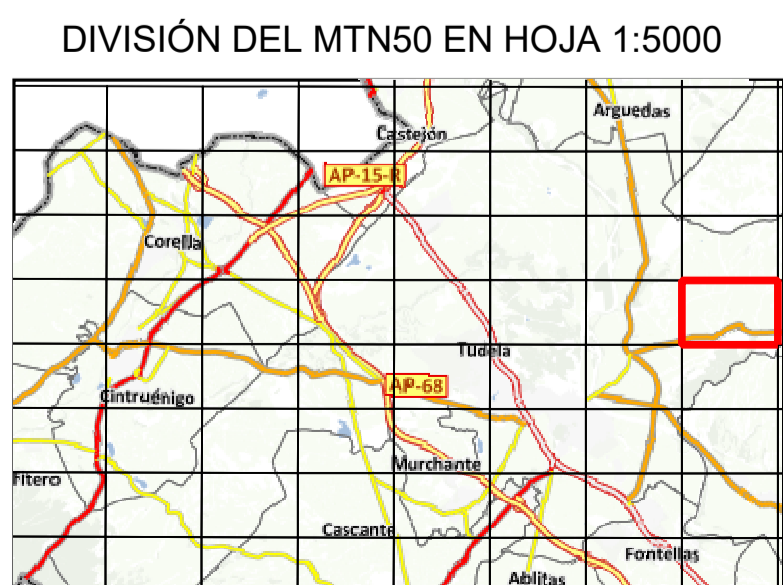 DIVISIÓN DEL MTN50 EN HOJA 1:5000
Arguedas
Castejón
AP-15-R
Corella
Tudela
AP-68
Cintruénigo
Murchante
Fitero
Cascante
Fontellas
Ablitas